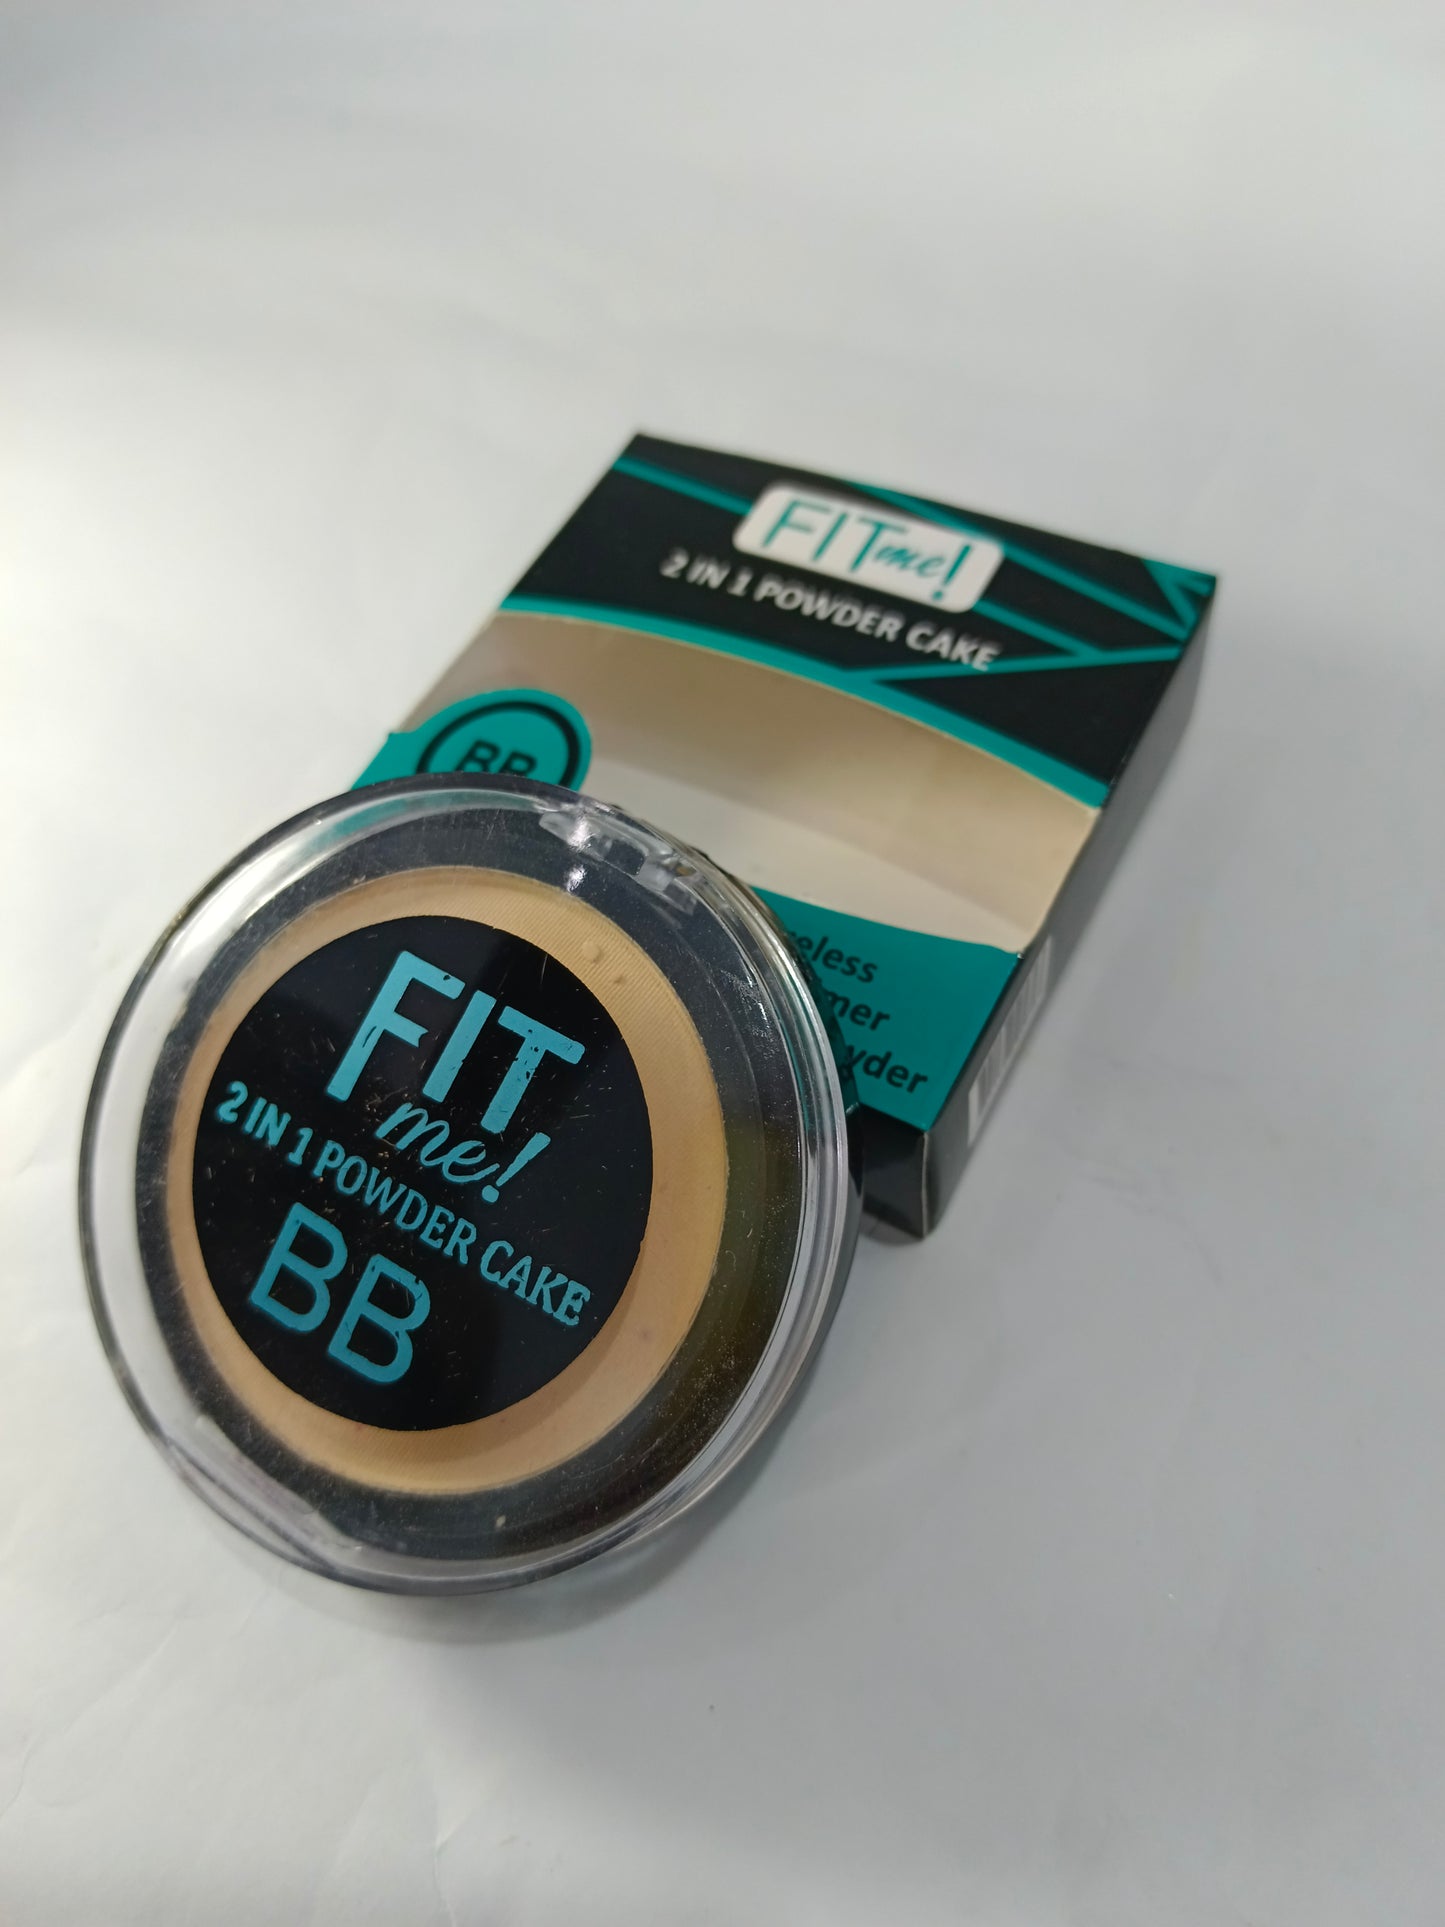 FIT me!
2 IN 1 POWDER CAKE
BB
FIT
me!
2 IN 1 POWDER CAKE
BB